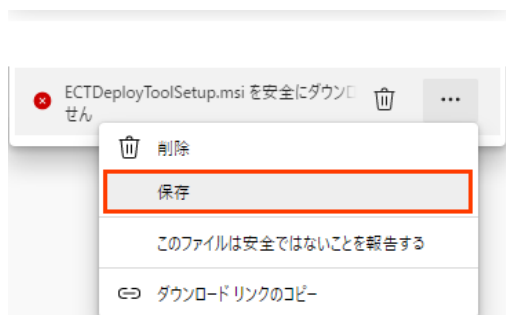 ECTDeployToolSetup.msi を安全にダウンロ
せん
削除
保存
このファイルは安全ではないことを報告する
ダウンロード リンクのコピー